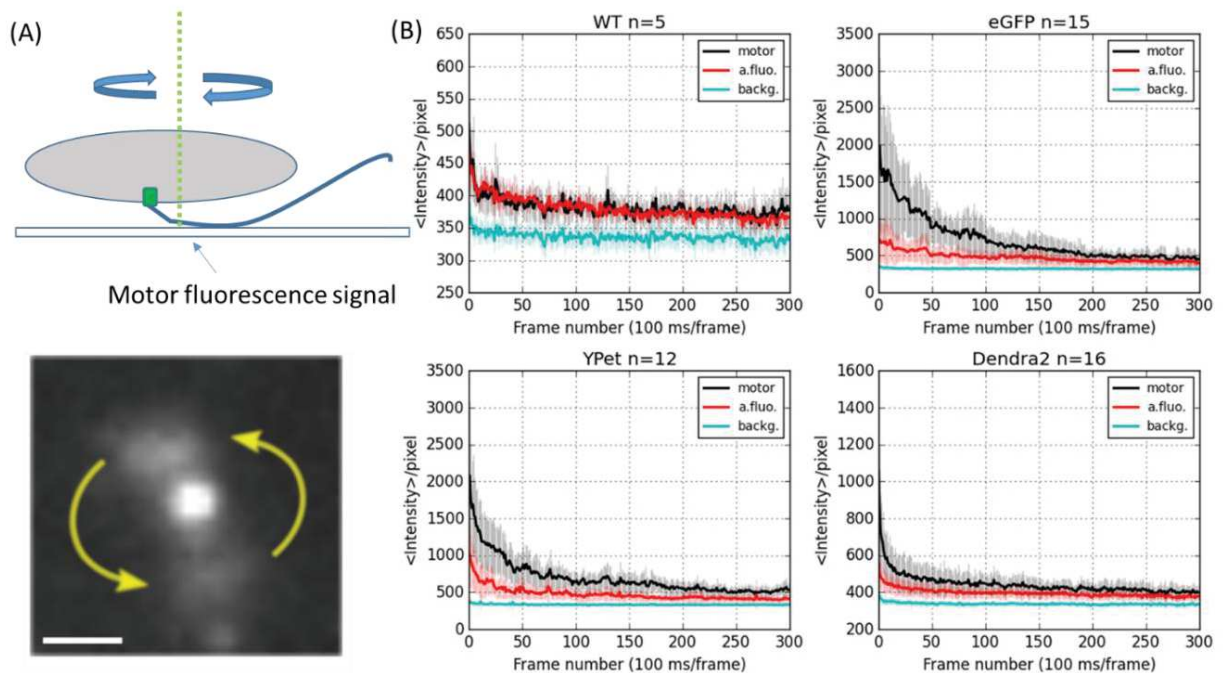 (A)
Motor fluorescence signal
(B)
WT n=5
<Intensity>/pixel
650
600
550
500
450
400
350
300
250
motor
a.fluo.
backg.
0 50 100 150 200 250 300
Frame number (100 ms/frame)
eGFP n=15
<Intensity>/pixel
3500
3000
2500
2000
1500
1000
500
0
motor
a.fluo.
backg.
0 50 100 150 200 250 300
Frame number (100 ms/frame)
YPet n=12
<Intensity>/pixel
3500
3000
2500
2000
1500
1000
500
0
motor
a.fluo.
backg.
0 50 100 150 200 250 300
Frame number (100 ms/frame)
Dendra2 n=16
<Intensity>/pixel
1600
1400
1200
1000
800
600
400
200
motor
a.fluo.
backg.
0 50 100 150 200 250 300
Frame number (100 ms/frame)